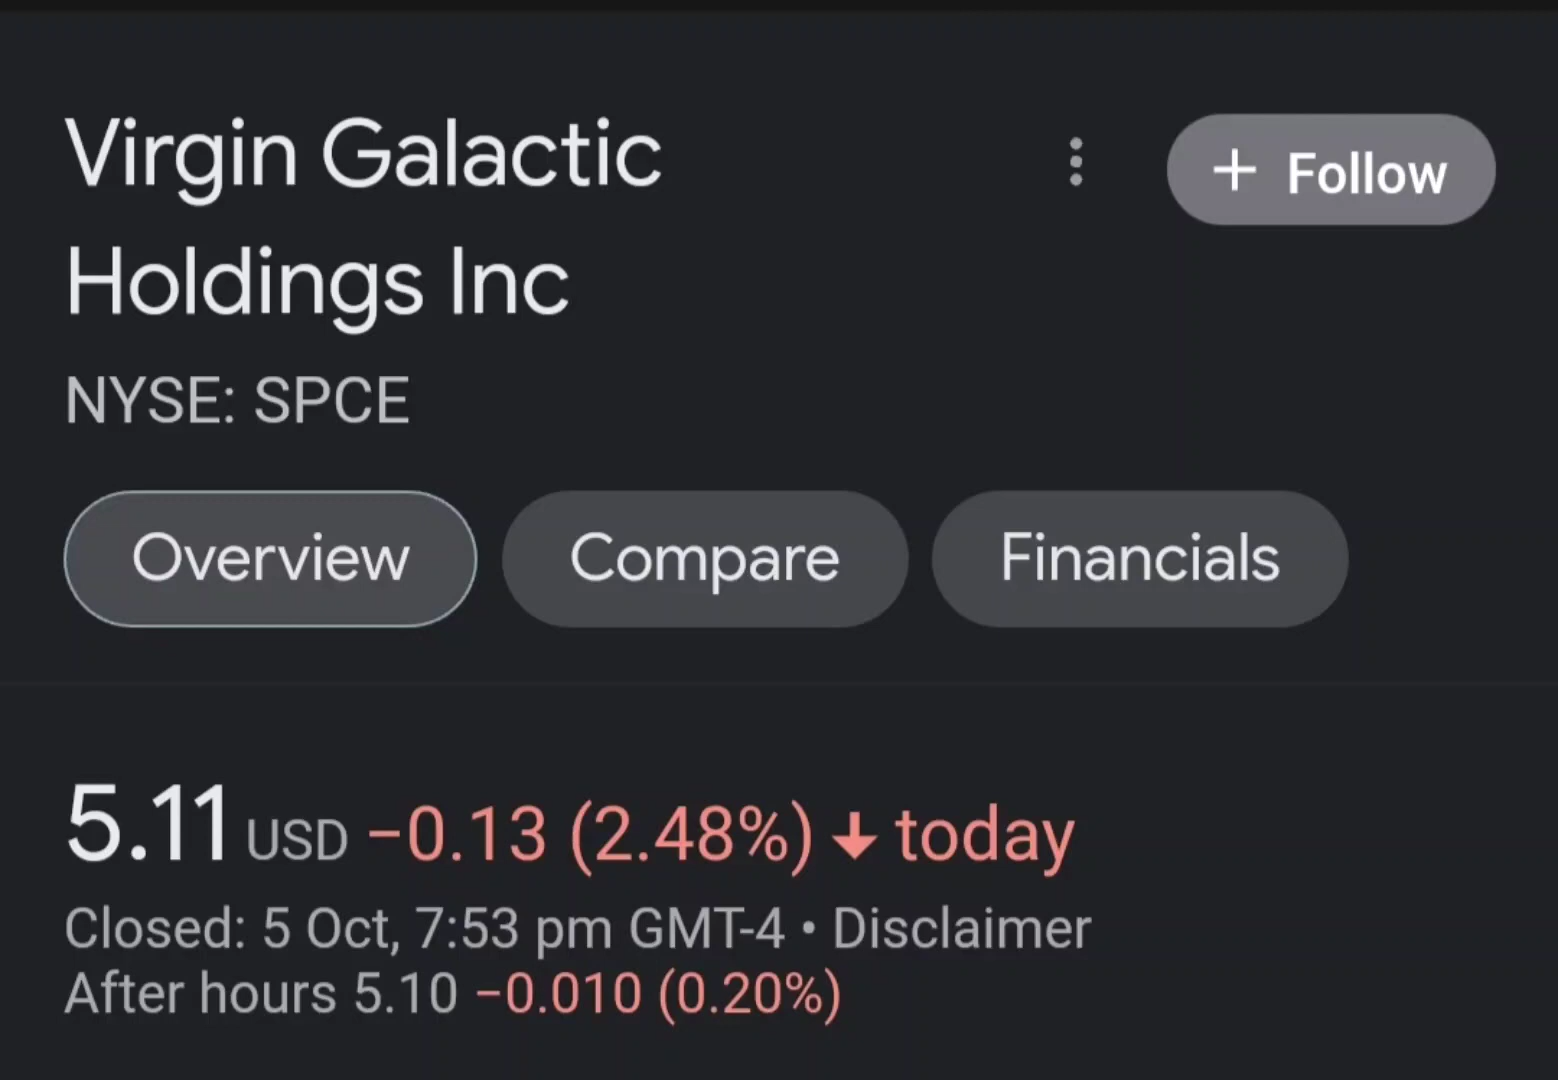 Virgin Galactic
Holdings Inc
+ Follow
NYSE: SPCE
Overview
Compare
Financials
5.11 USD −0.13 (2.48%) ↓ today
Closed: 5 Oct, 7:53 pm GMT-4 • Disclaimer
After hours 5.10 −0.010 (0.20%)